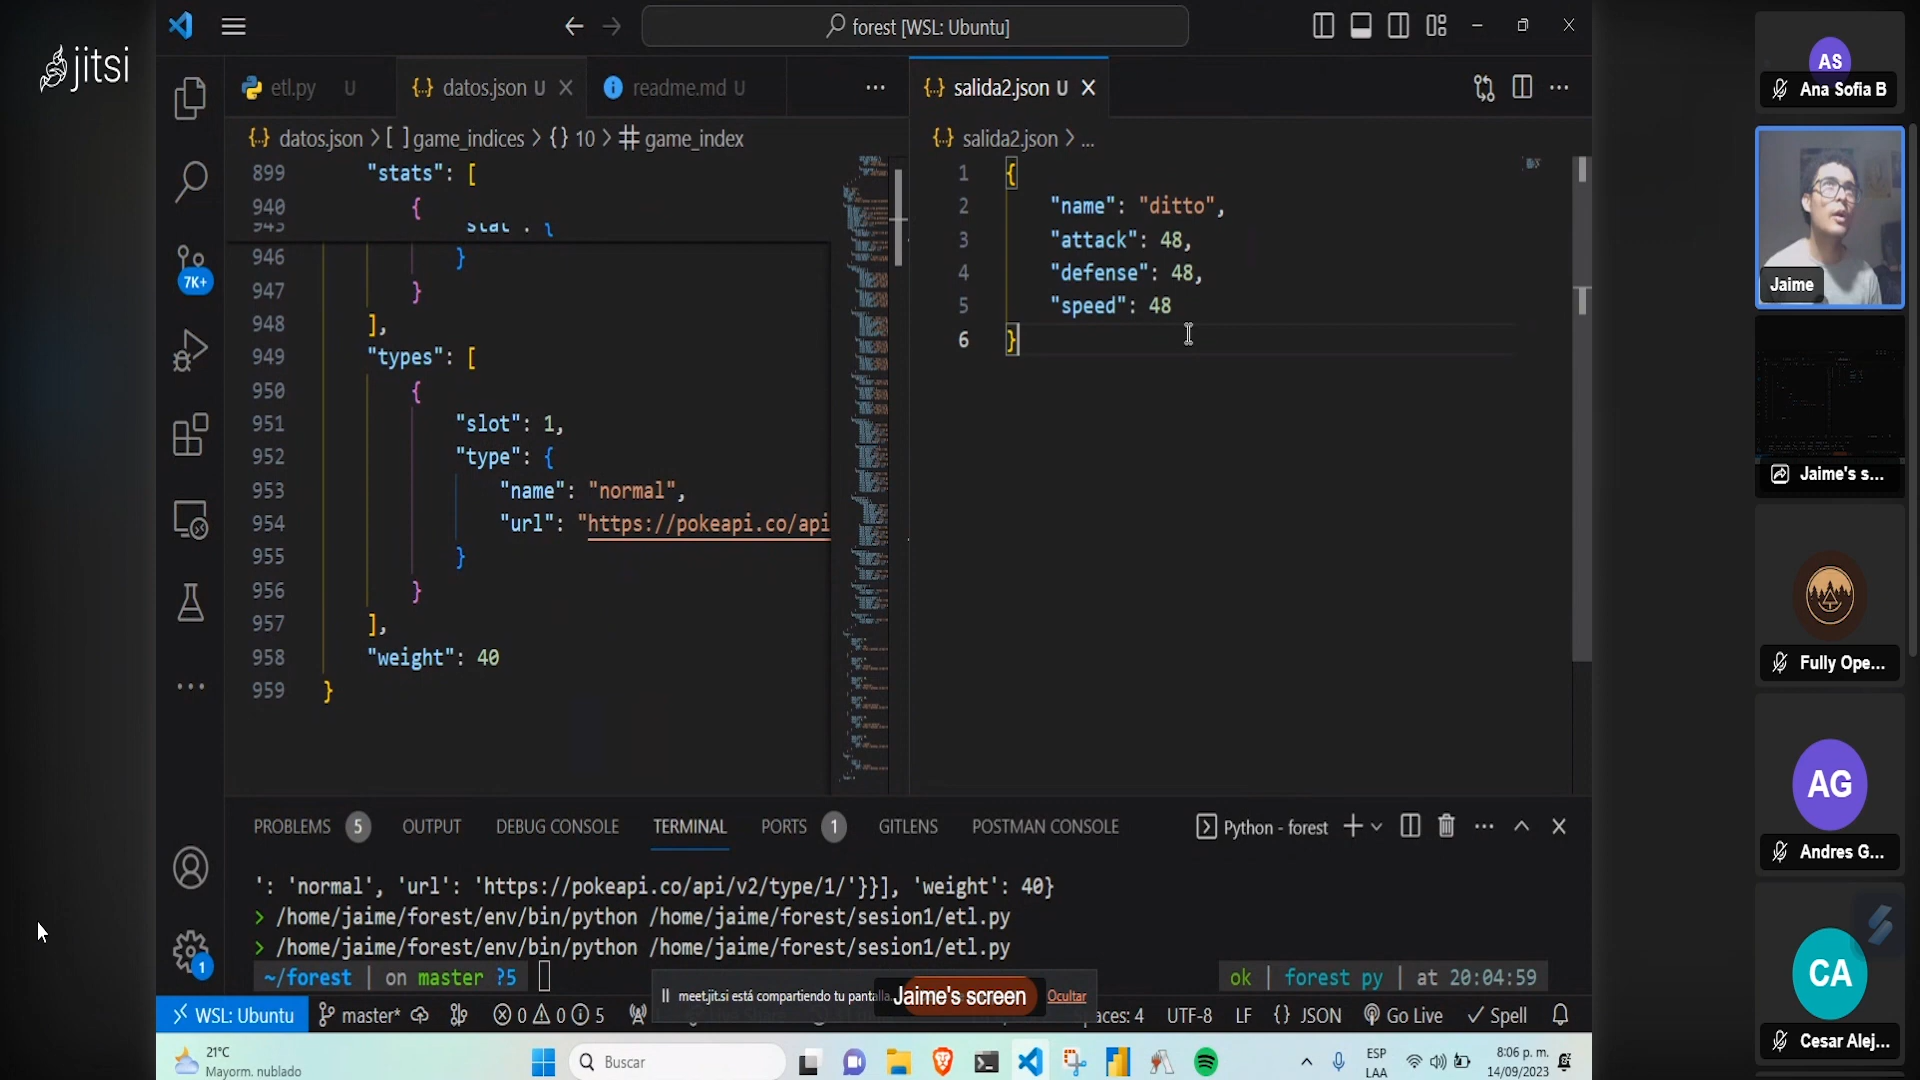 jitsi
forest [WSL: Ubuntu]
etl.py U
datos.json U
readme.md U
salida2.json U
datos.json > [ ] game_indices > {} 10 > # game_index
salida2.json > ...
899 "stats": [
940 {
945 stat : {
946 }
947 }
948 ],
949 "types": [
950 {
951 "slot": 1,
952 "type": {
953 "name": "normal",
954 "url": "https://pokeapi.co/api
955 }
956 }
957 ],
958 "weight": 40
959 }
1 {
2 "name": "ditto",
3 "attack": 48,
4 "defense": 48,
5 "speed": 48
6 }
7K+
1
PROBLEMS 5 OUTPUT DEBUG CONSOLE TERMINAL PORTS 1 GITLENS POSTMAN CONSOLE
Python - forest
': 'normal', 'url': 'https://pokeapi.co/api/v2/type/1/'}}], 'weight': 40}
> /home/jaime/forest/env/bin/python /home/jaime/forest/sesion1/etl.py
> /home/jaime/forest/env/bin/python /home/jaime/forest/sesion1/etl.py
~/forest | on master ?5
ok | forest py | at 20:04:59
meet.jit.si está compartiendo tu pantalla.
Jaime's screen
Ocultar
WSL: Ubuntu master* 0 0 5
aces: 4 UTF-8 LF {} JSON Go Live Spell
21°C
Mayorm. nublado
Buscar
ESP
LAA
8:06 p. m.
14/09/2023
AS
Ana Sofia B
Jaime
Jaime's s...
Fully Ope...
AG
Andres G...
CA
Cesar Alej...